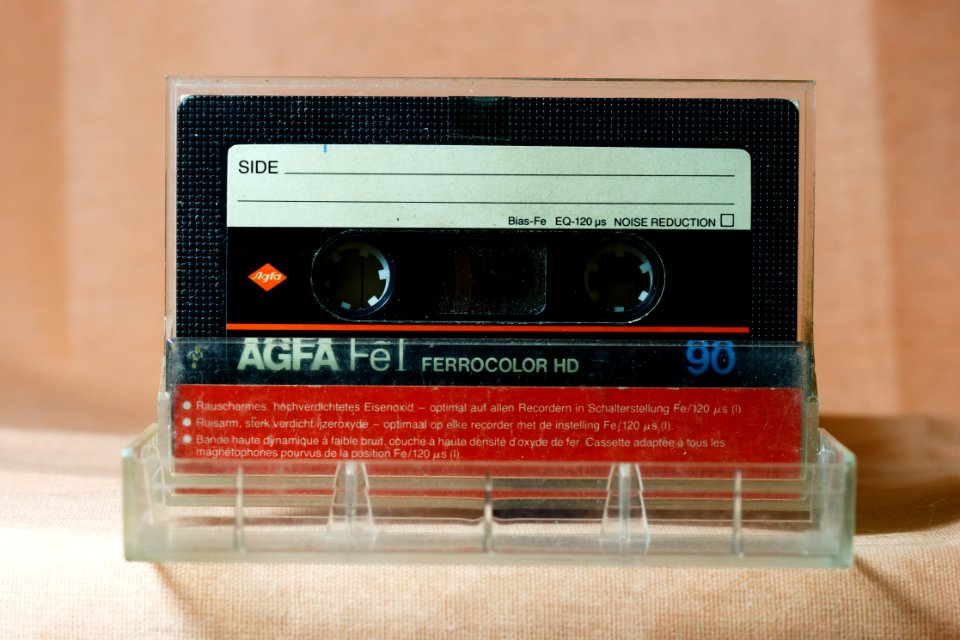 SIDE
Bias-Fe EQ-120 µs NOISE REDUCTION
Agfa
AGFA FeI FERROCOLOR HD 90
Rauscharmes, hochverdichtetes Eisenoxid – optimal auf allen Recordern in Schalterstellung Fe/120 µs (I)
Ruisarm, sterk verdicht ijzeroxyde – optimaal op elke recorder met de instelling Fe/120 µs (I).
Bande haute dynamique à faible bruit, couche à haute densité d'oxyde de fer. Cassette adaptée à tous les
magnétophones pourvus de la position Fe/120 µs (I).